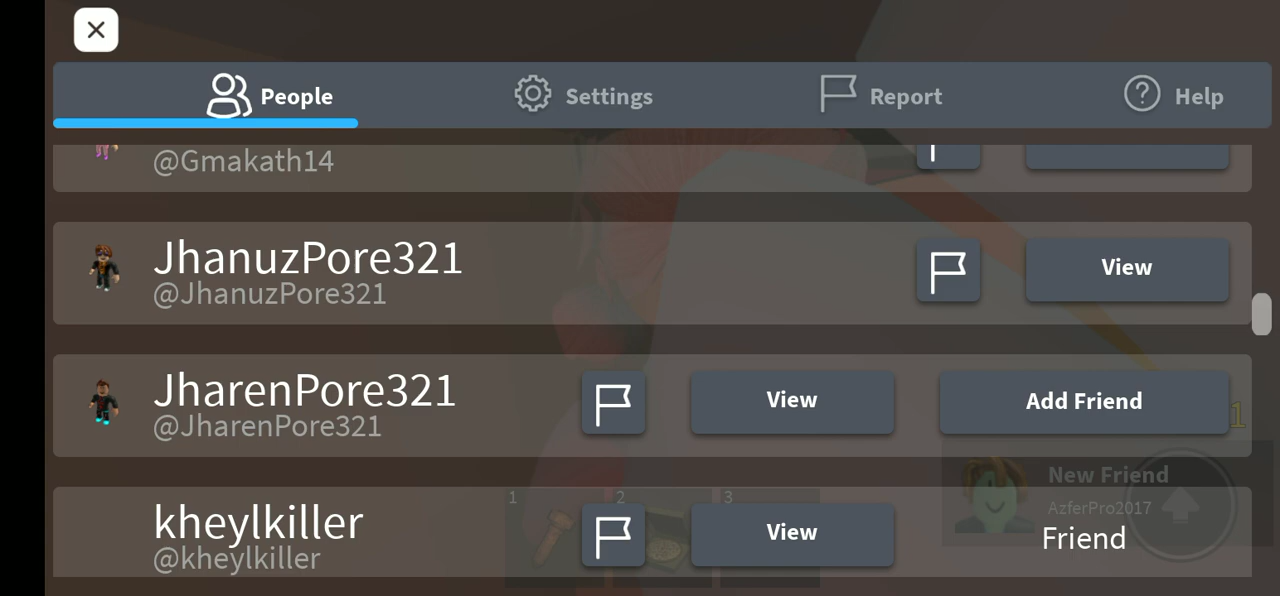 People
Settings
Report
Help
@Gmakath14
JhanuzPore321
@JhanuzPore321
View
JharenPore321
@JharenPore321
View
Add Friend
1
New Friend
AzferPro2017
kheylkiller
@kheylkiller
1
2
3
View
Friend